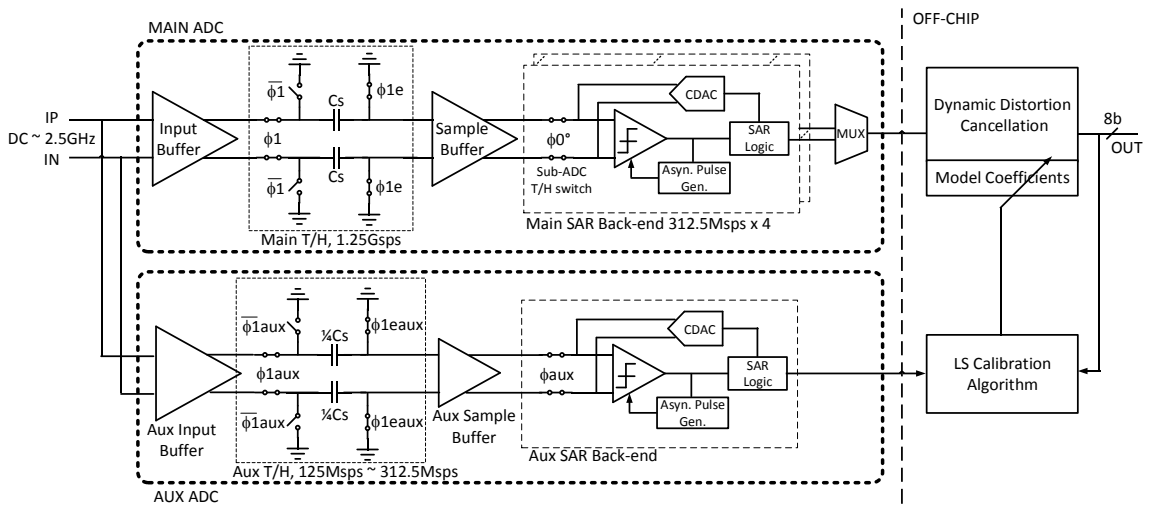 MAIN ADC
OFF-CHIP
IP
DC ~ 2.5GHz
IN
Input
Buffer
ϕ1
ϕ1
ϕ1
Cs
Cs
ϕ1e
ϕ1e
Main T/H, 1.25Gsps
Sample
Buffer
ϕ0°
Sub-ADC
T/H switch
CDAC
SAR
Logic
Asyn. Pulse
Gen.
Main SAR Back-end 312.5Msps x 4
MUX
Dynamic Distortion
Cancellation
Model Coefficients
8b
OUT
Aux Input
Buffer
ϕ1aux
ϕ1aux
ϕ1aux
¼Cs
¼Cs
ϕ1eaux
ϕ1eaux
Aux T/H, 125Msps ~ 312.5Msps
Aux Sample
Buffer
ϕaux
CDAC
SAR
Logic
Asyn. Pulse
Gen.
Aux SAR Back-end
LS Calibration
Algorithm
AUX ADC